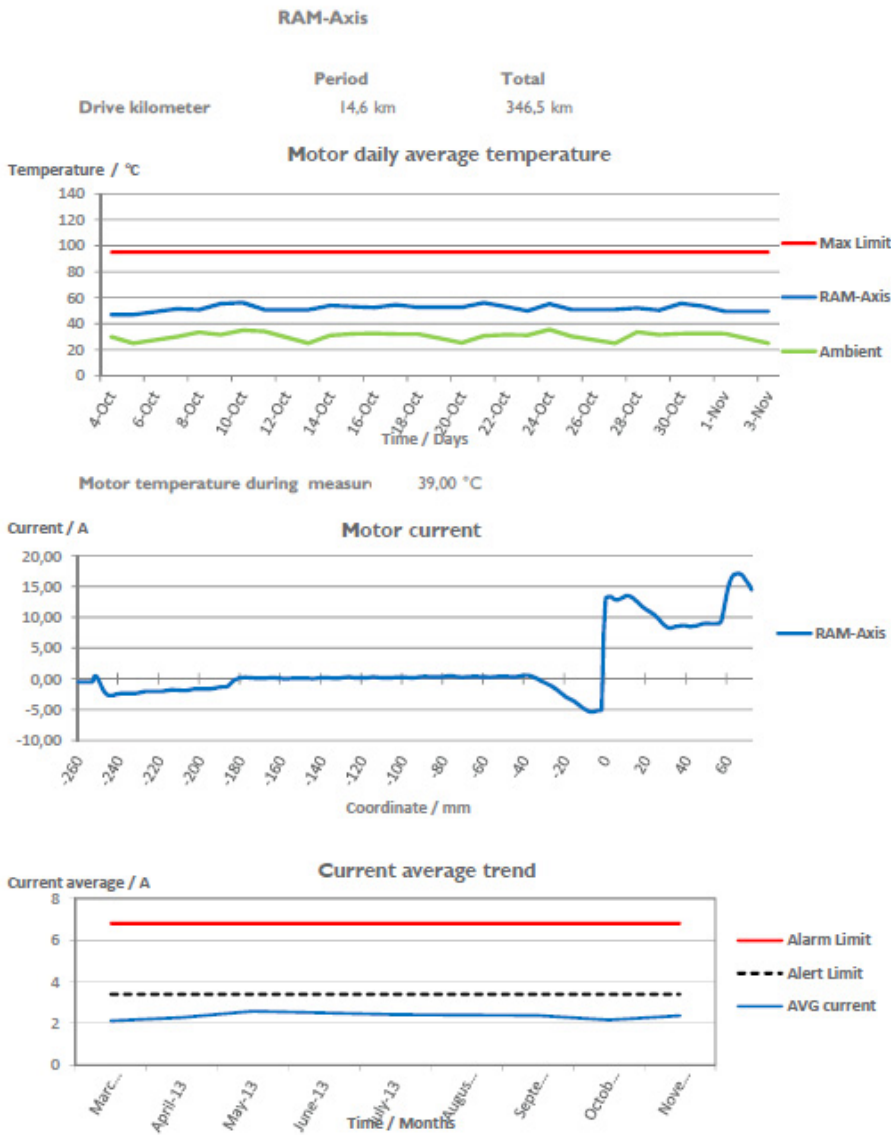 RAM-Axis
Period Total
Drive kilometer 14,6 km 346,5 km
Motor daily average temperature
Temperature / °C
140
120
100
80
60
40
20
0
Max Limit
RAM-Axis
Ambient
4-Oct 6-Oct 8-Oct 10-Oct 12-Oct 14-Oct 16-Oct 18-Oct 20-Oct 22-Oct 24-Oct 26-Oct 28-Oct 30-Oct 1-Nov 3-Nov
Time / Days
Motor temperature during measur 39,00 °C
Motor current
Current / A
20,00
15,00
10,00
5,00
0,00
-5,00
-10,00
RAM-Axis
-260 -240 -220 -200 -180 -160 -140 -120 -100 -80 -60 -40 -20 0 20 40 60
Coordinate / mm
Current average trend
Current average / A
8
6
4
2
0
Alarm Limit
Alert Limit
AVG current
Marc... April-13 May-13 June-13 July-13 Augus... Septe... Octob... Nove...
Time / Months